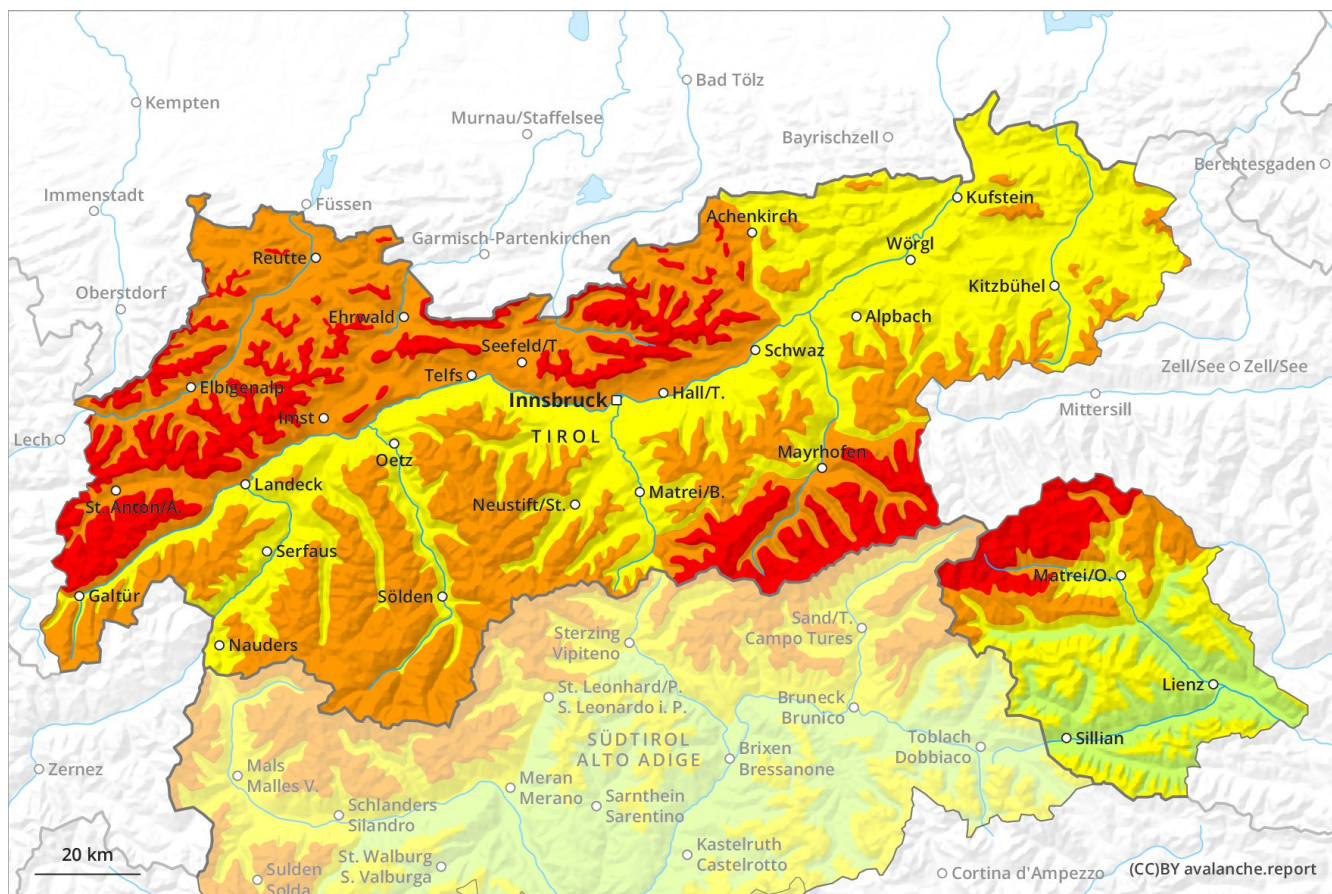 Bad Tölz
Kempten
Murnau/Staffelsee
Bayrischzell
Berchtesgaden
Immenstadt
Füssen
Kufstein
Achenkirch
Garmisch-Partenkirchen
Wörgl
Reutte
Kitzbühel
Oberstdorf
Ehrwald
Alpbach
Seefeld/T.
Schwaz
Zell/See
Zell/See
Telfs
Elbigenalp
Hall/T.
Innsbruck
Mittersill
Imst
Lech
TIROL
Oetz
Mayrhofen
Landeck
St. Anton/A.
Matrei/B.
Neustift/St.
Serfaus
Matrei/O.
Galtür
Sölden
Sand/T.
Campo Tures
Sterzing
Vipiteno
Nauders
Lienz
St. Leonhard/P.
S. Leonardo i. P.
Bruneck
Brunico
SÜDTIROL
ALTO ADIGE
Sillian
Toblach
Dobbiaco
Brixen
Bressanone
Zernez
Mals
Malles V.
Meran
Merano
Sarnthein
Sarentino
Schlanders
Silandro
Kastelruth
Castelrotto
20 km
St. Walburg
S. Valburga
Sulden
Solda
Cortina d'Ampezzo
(CC)BY avalanche.report